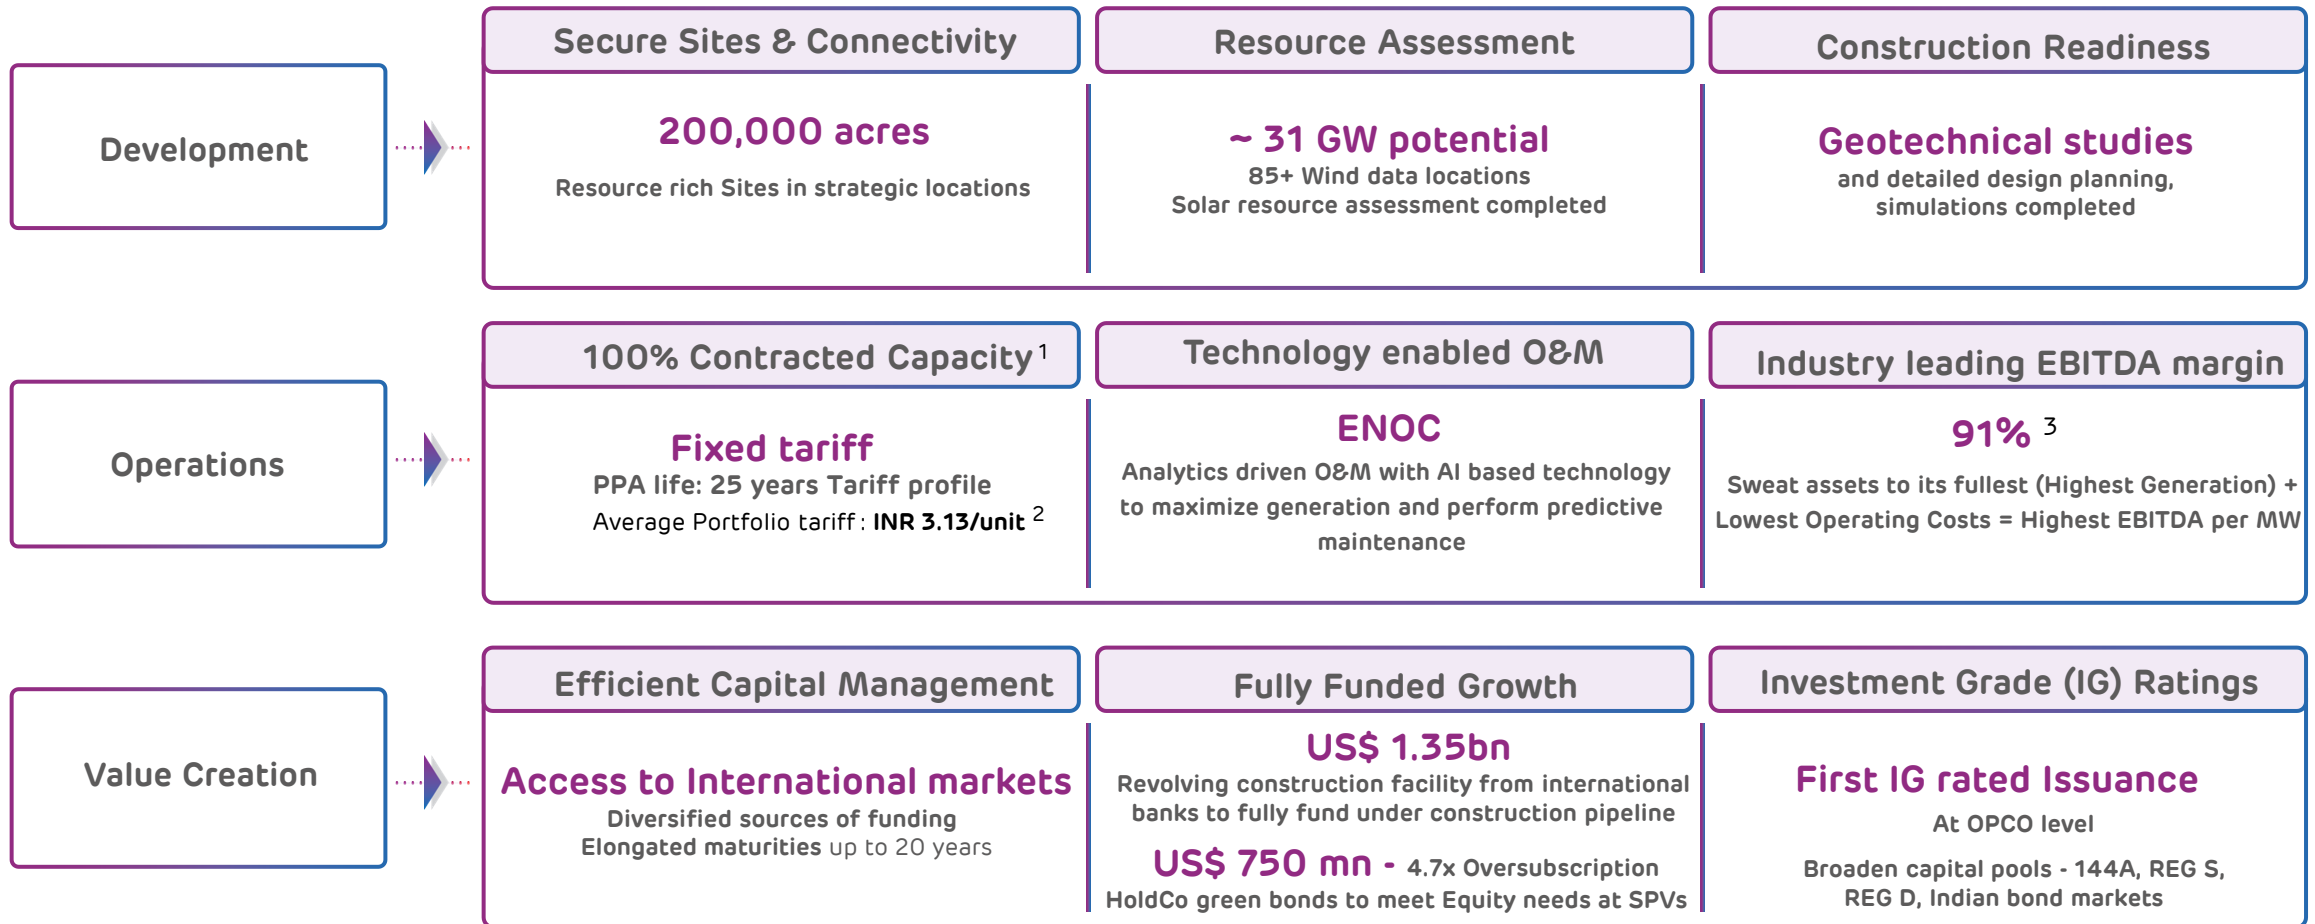 Development
Secure Sites & Connectivity
200,000 acres
Resource rich Sites in strategic locations
Resource Assessment
~ 31 GW potential
85+ Wind data locations
Solar resource assessment completed
Construction Readiness
Geotechnical studies
and detailed design planning,
simulations completed
Operations
100% Contracted Capacity 1
Fixed tariff
PPA life: 25 years Tariff profile
Average Portfolio tariff : INR 3.13/unit 2
Technology enabled O&M
ENOC
Analytics driven O&M with AI based technology
to maximize generation and perform predictive
maintenance
Industry leading EBITDA margin
91% 3
Sweat assets to its fullest (Highest Generation) +
Lowest Operating Costs = Highest EBITDA per MW
Value Creation
Efficient Capital Management
Access to International markets
Diversified sources of funding
Elongated maturities up to 20 years
Fully Funded Growth
US$ 1.35bn
Revolving construction facility from international
banks to fully fund under construction pipeline
US$ 750 mn - 4.7x Oversubscription
HoldCo green bonds to meet Equity needs at SPVs
Investment Grade (IG) Ratings
First IG rated Issuance
At OPCO level
Broaden capital pools - 144A, REG S,
REG D, Indian bond markets